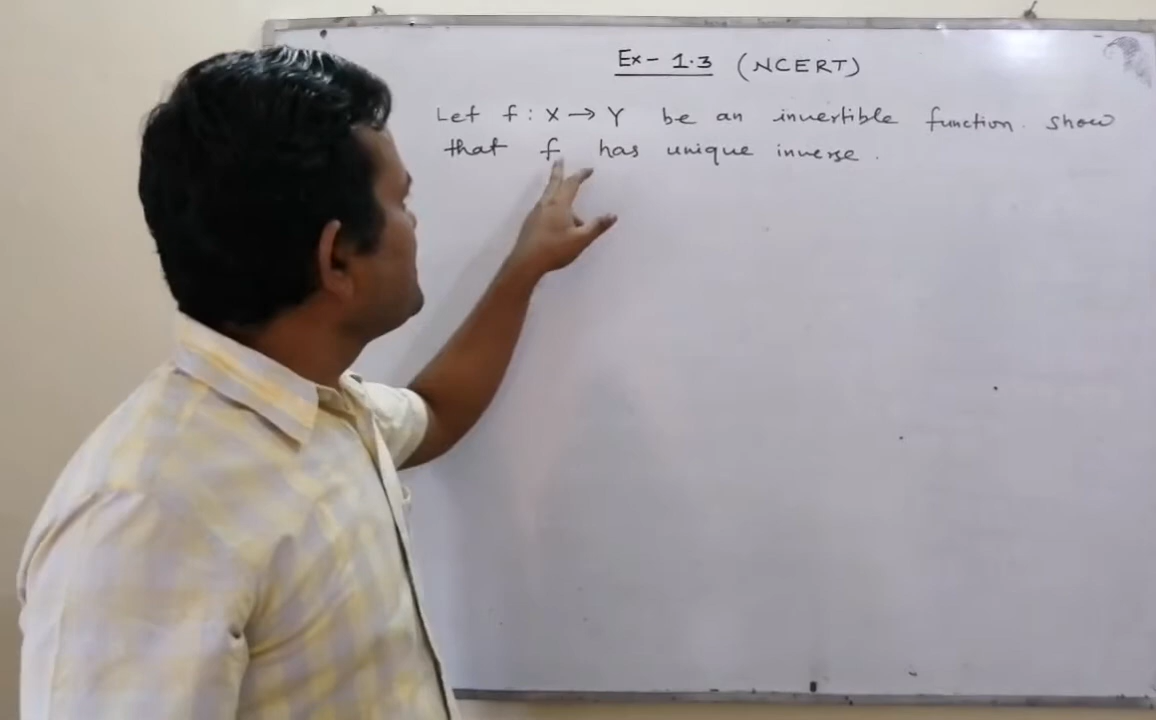 Ex- 1.3 (NCERT)
Let f : X → Y be an invertible function. show
that f has unique inverse.